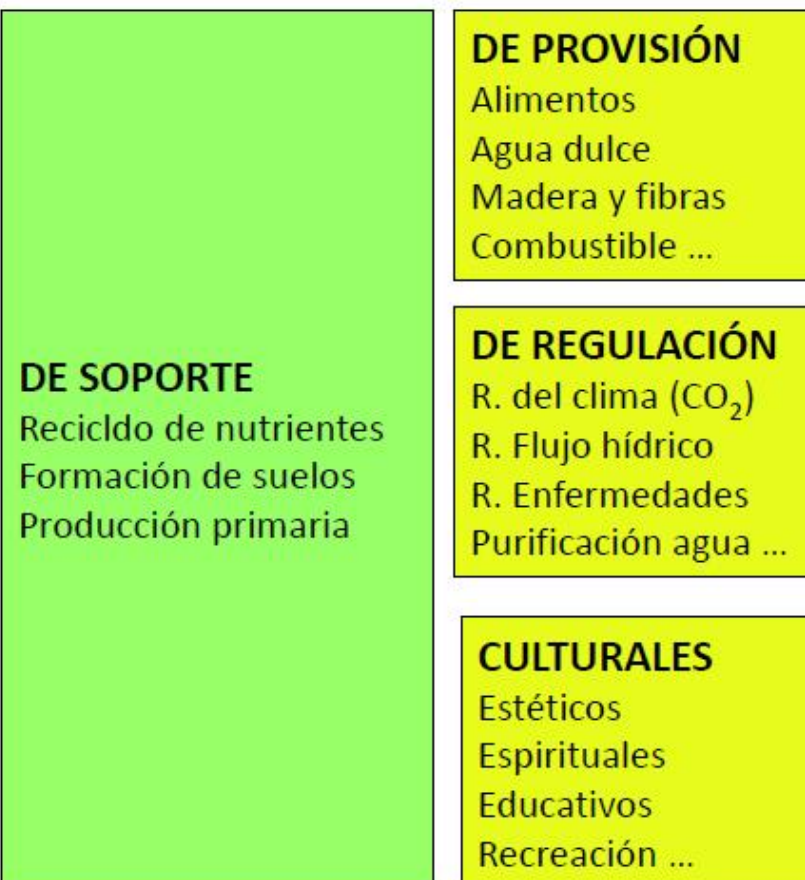 DE SOPORTE
Recicldo de nutrientes
Formación de suelos
Producción primaria
DE PROVISIÓN
Alimentos
Agua dulce
Madera y fibras
Combustible ...
DE REGULACIÓN
R. del clima (CO₂)
R. Flujo hídrico
R. Enfermedades
Purificación agua ...
CULTURALES
Estéticos
Espirituales
Educativos
Recreación ...